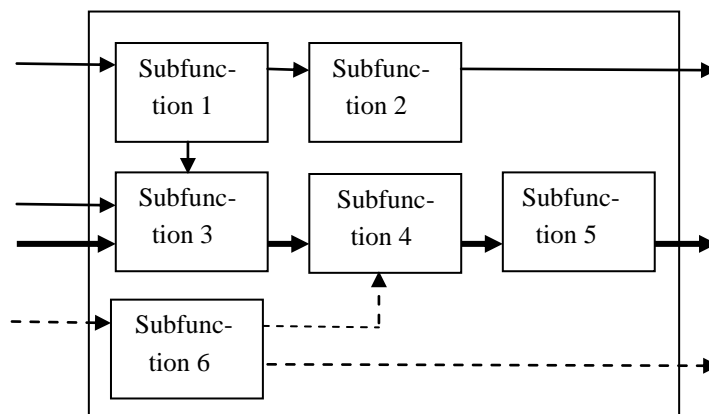 Subfunc-
tion 1
Subfunc-
tion 2
Subfunc-
tion 3
Subfunc-
tion 4
Subfunc-
tion 5
Subfunc-
tion 6